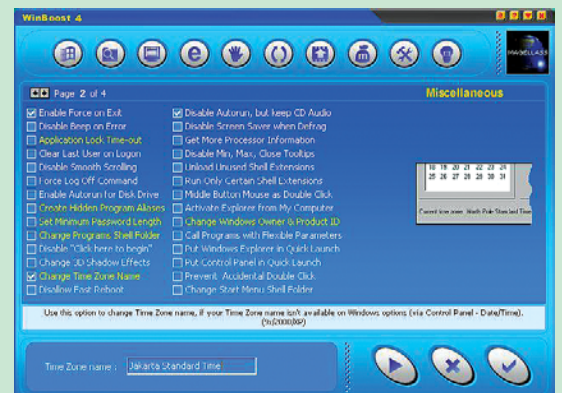 WinBoost 4
MAGELLASS
Page 2 of 4
Miscellaneous
Enable Force on Exit
Disable Beep on Error
Application Lock Time-out
Clear Last User on Logon
Disable Smooth Scrolling
Force Log Off Command
Enable Autorun for Disk Drive
Create Hidden Program Aliases
Set Minimum Password Length
Change Programs Shell Folder
Disable "Click here to begin"
Change 3D Shadow Effects
Change Time Zone Name
Disallow Fast Reboot
Disable Autorun, but keep CD Audio
Disable Screen Saver when Defrag
Get More Processor Information
Disable Min, Max, Close Tooltips
Unload Unused Shell Extensions
Run Only Certain Shell Extensions
Middle Button Mouse as Double Click
Activate Explorer from My Computer
Change Windows Owner & Product ID
Call Programs with Flexible Parameters
Put Windows Explorer in Quick Launch
Put Control Panel in Quick Launch
Prevent Accidental Double Click
Change Start Menu Shell Folder
18 19 20 21 22 23 24
25 26 27 28 29 30 31
Current time zone: North Pole Standard Time
Use this option to change Time Zone name, if your Time Zone name isn't available on Windows options (via Control Panel - Date/Time).
Time Zone name :
Jakarta Standard Time